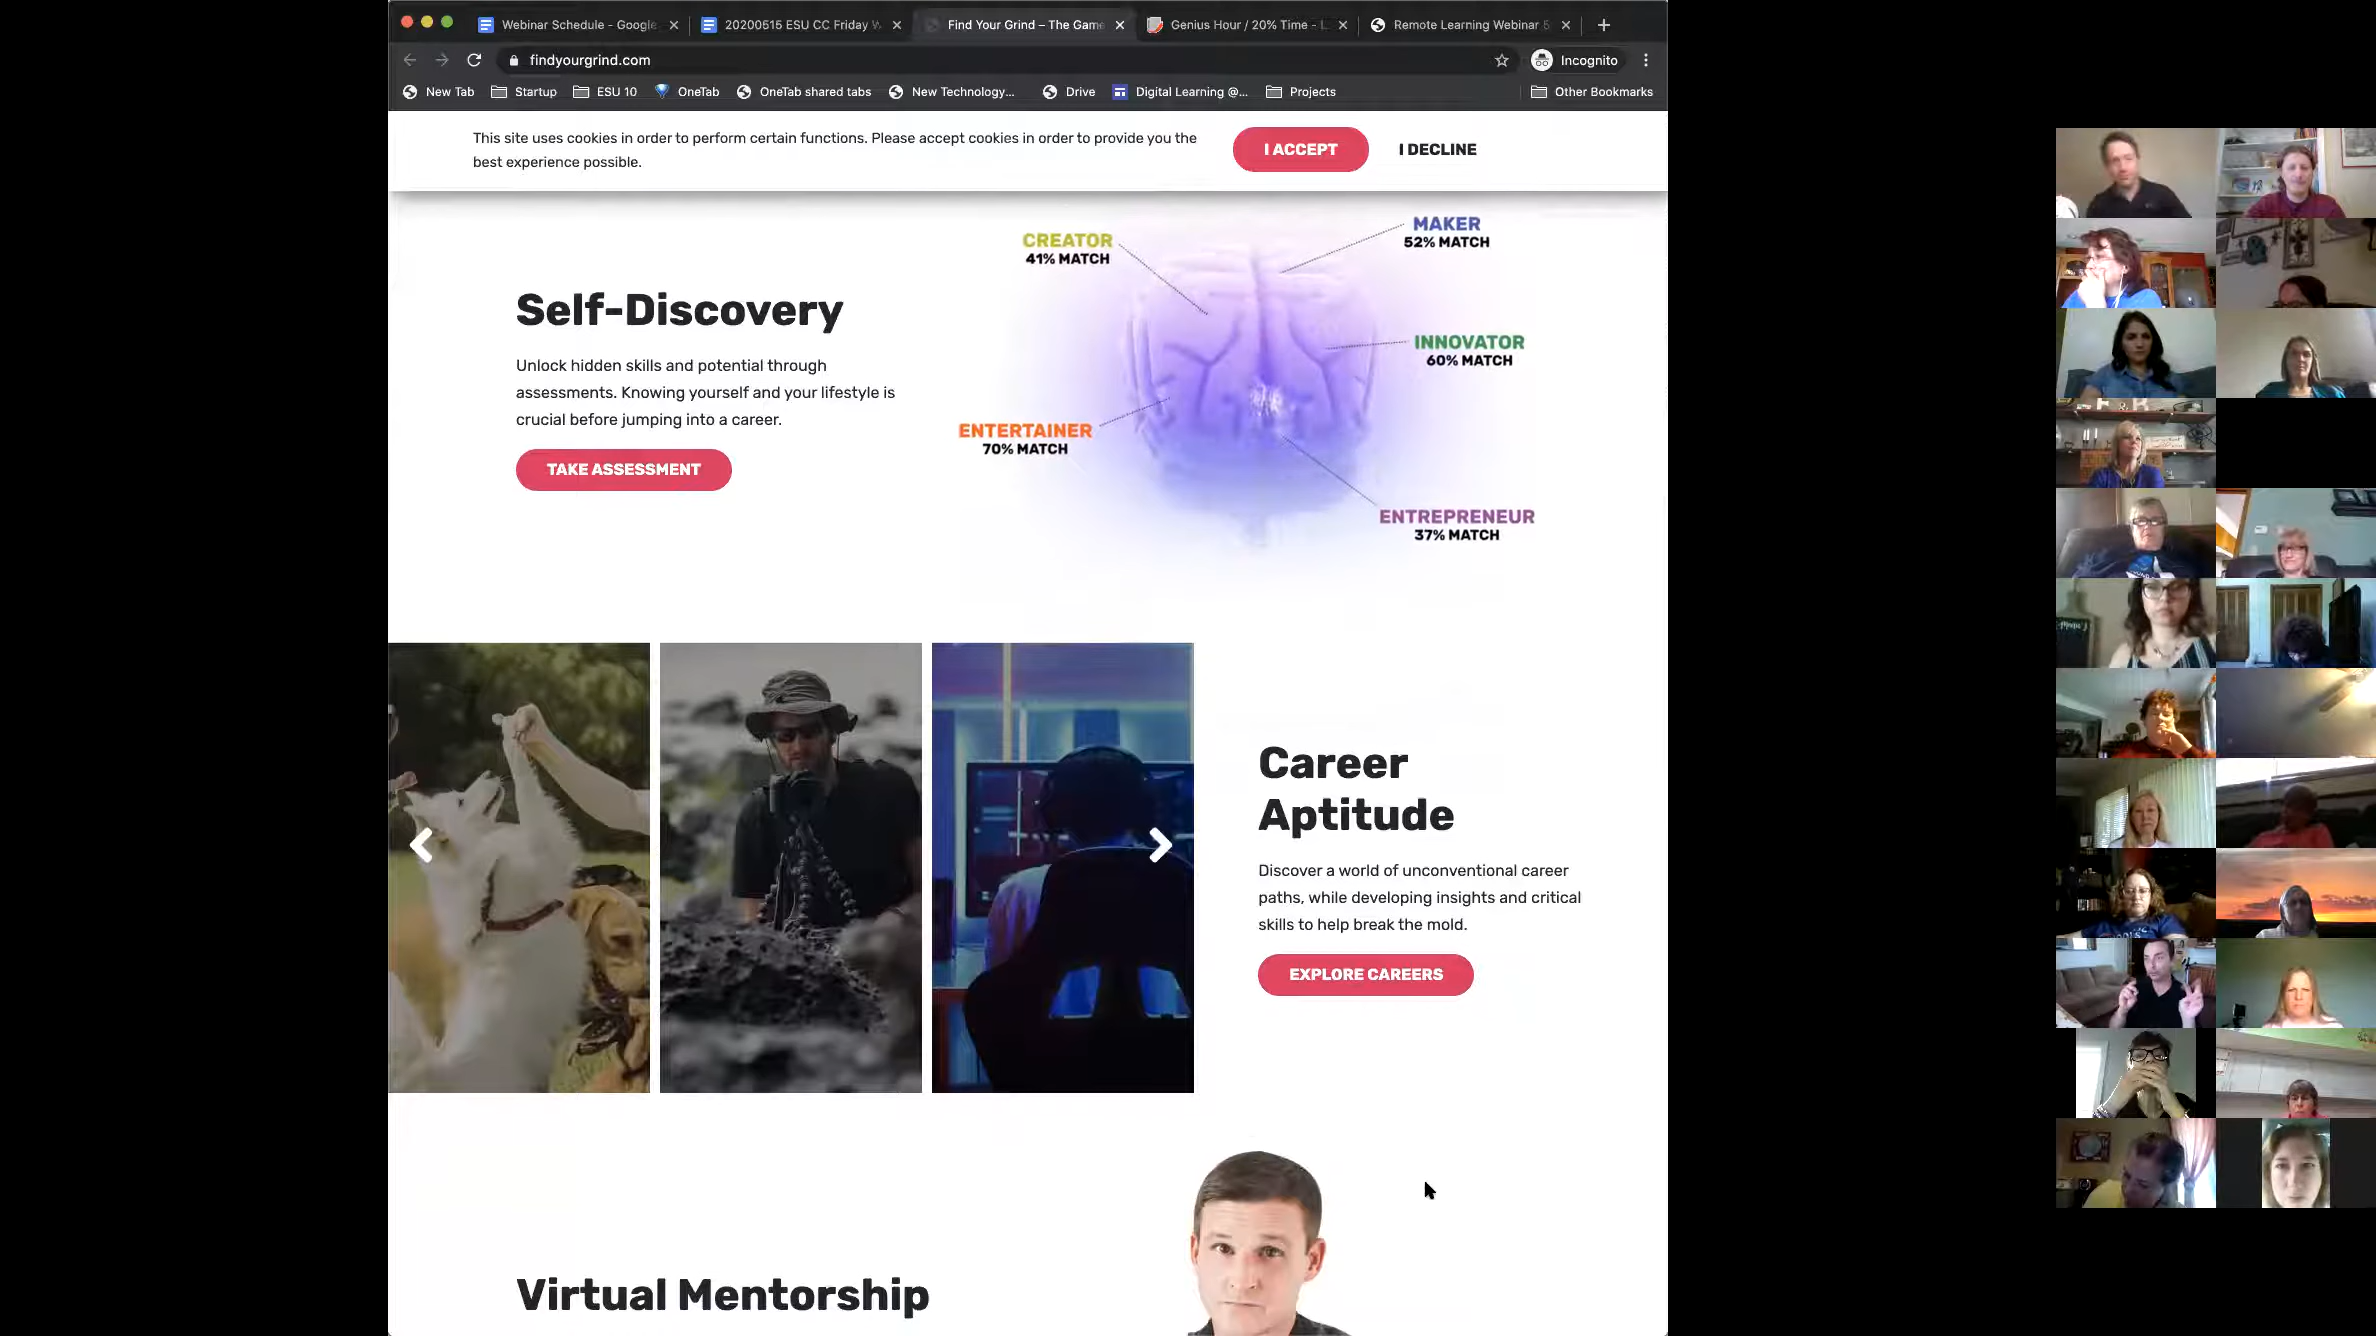 Webinar Schedule - Google
20200515 ESU CC Friday W
Find Your Grind – The Game
Genius Hour / 20% Time - L
Remote Learning Webinar 5
findyourgrind.com
Incognito
New Tab
Startup
ESU 10
OneTab
OneTab shared tabs
New Technology...
Drive
Digital Learning @...
Projects
Other Bookmarks
This site uses cookies in order to perform certain functions. Please accept cookies in order to provide you the
best experience possible.
I ACCEPT
I DECLINE
Self-Discovery
Unlock hidden skills and potential through
assessments. Knowing yourself and your lifestyle is
crucial before jumping into a career.
TAKE ASSESSMENT
CREATOR
41% MATCH
MAKER
52% MATCH
INNOVATOR
60% MATCH
ENTERTAINER
70% MATCH
ENTREPRENEUR
37% MATCH
Career
Aptitude
Discover a world of unconventional career
paths, while developing insights and critical
skills to help break the mold.
EXPLORE CAREERS
Virtual Mentorship